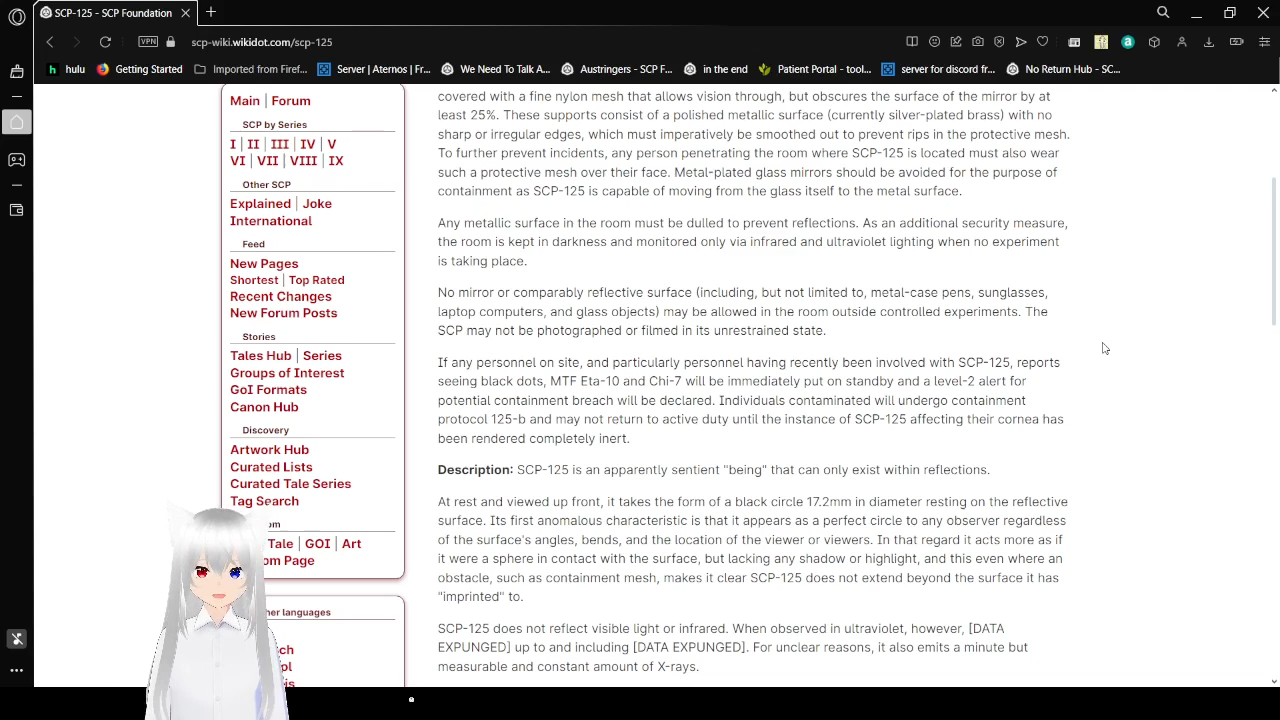 SCP-125 - SCP Foundation
VPN
scp-wiki.wikidot.com/scp-125
hulu
Getting Started
Imported from Firef...
Server | Aternos | Fr...
We Need To Talk A...
Austringers - SCP F...
in the end
Patient Portal - tool...
server for discord fr...
No Return Hub - SC...
Main | Forum
SCP by Series
I | II | III | IV | V
VI | VII | VIII | IX
Other SCP
Explained | Joke
International
Feed
New Pages
Shortest | Top Rated
Recent Changes
New Forum Posts
Stories
Tales Hub | Series
Groups of Interest
GoI Formats
Canon Hub
Discovery
Artwork Hub
Curated Lists
Curated Tale Series
Tag Search
Tale | GOI | Art
Page
languages
covered with a fine nylon mesh that allows vision through, but obscures the surface of the mirror by at
least 25%. These supports consist of a polished metallic surface (currently silver-plated brass) with no
sharp or irregular edges, which must imperatively be smoothed out to prevent rips in the protective mesh.
To further prevent incidents, any person penetrating the room where SCP-125 is located must also wear
such a protective mesh over their face. Metal-plated glass mirrors should be avoided for the purpose of
containment as SCP-125 is capable of moving from the glass itself to the metal surface.
Any metallic surface in the room must be dulled to prevent reflections. As an additional security measure,
the room is kept in darkness and monitored only via infrared and ultraviolet lighting when no experiment
is taking place.
No mirror or comparably reflective surface (including, but not limited to, metal-case pens, sunglasses,
laptop computers, and glass objects) may be allowed in the room outside controlled experiments. The
SCP may not be photographed or filmed in its unrestrained state.
If any personnel on site, and particularly personnel having recently been involved with SCP-125, reports
seeing black dots, MTF Eta-10 and Chi-7 will be immediately put on standby and a level-2 alert for
potential containment breach will be declared. Individuals contaminated will undergo containment
protocol 125-b and may not return to active duty until the instance of SCP-125 affecting their cornea has
been rendered completely inert.
Description: SCP-125 is an apparently sentient "being" that can only exist within reflections.
At rest and viewed up front, it takes the form of a black circle 17.2mm in diameter resting on the reflective
surface. Its first anomalous characteristic is that it appears as a perfect circle to any observer regardless
of the surface's angles, bends, and the location of the viewer or viewers. In that regard it acts more as if
it were a sphere in contact with the surface, but lacking any shadow or highlight, and this even where an
obstacle, such as containment mesh, makes it clear SCP-125 does not extend beyond the surface it has
"imprinted" to.
SCP-125 does not reflect visible light or infrared. When observed in ultraviolet, however, [DATA
EXPUNGED] up to and including [DATA EXPUNGED]. For unclear reasons, it also emits a minute but
measurable and constant amount of X-rays.